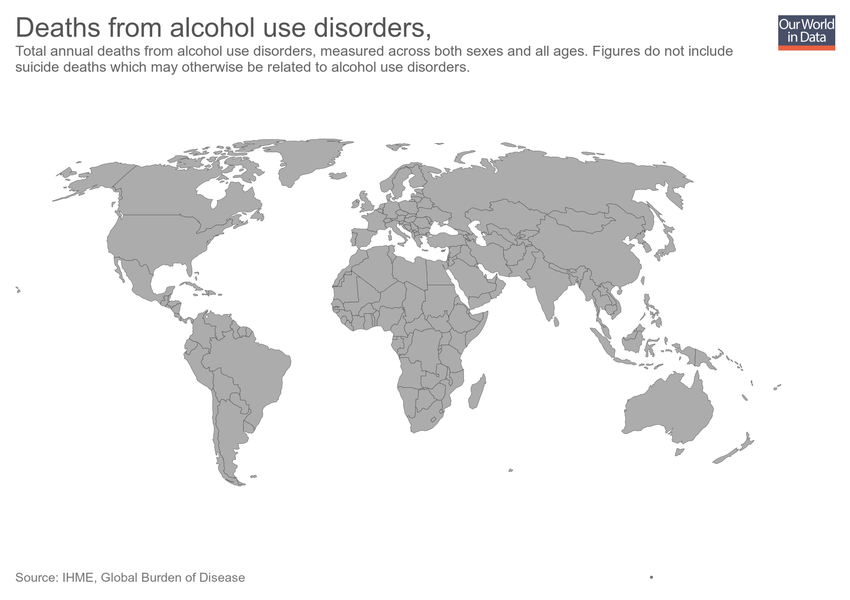 Deaths from alcohol use disorders,
Total annual deaths from alcohol use disorders, measured across both sexes and all ages. Figures do not include
suicide deaths which may otherwise be related to alcohol use disorders.
Our World
in Data
Source: IHME, Global Burden of Disease
•